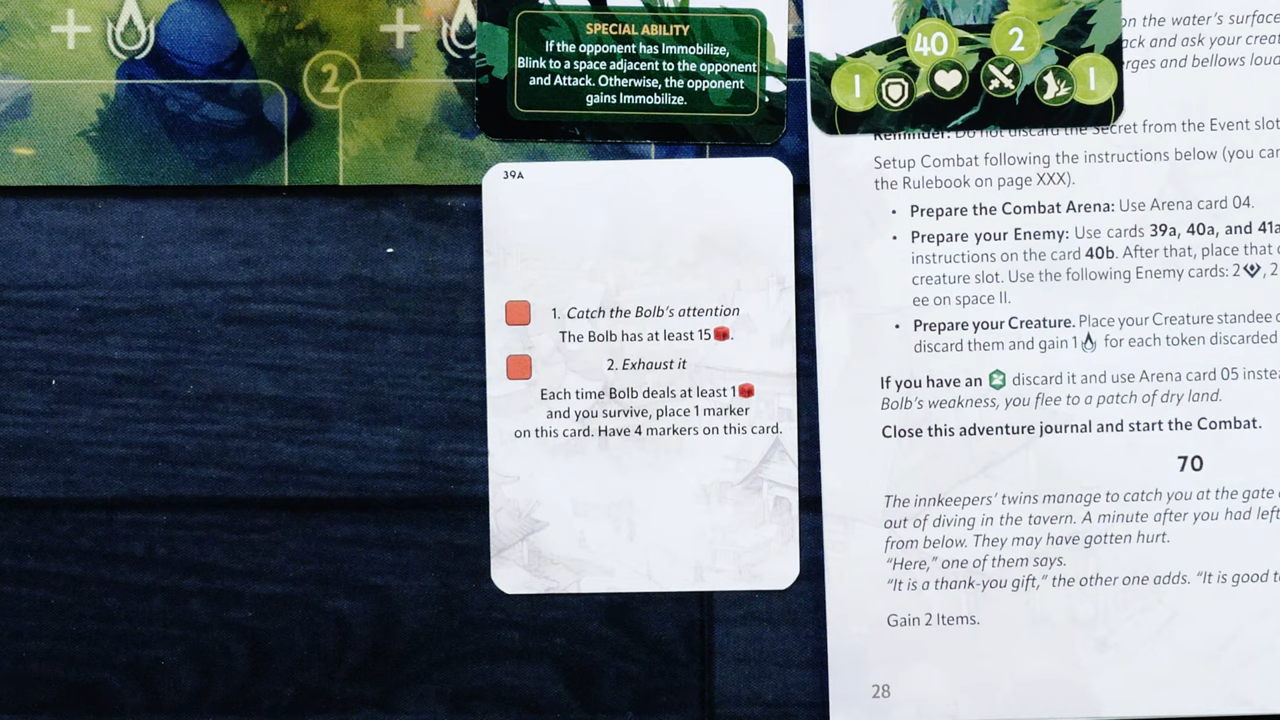 2
SPECIAL ABILITY
If the opponent has Immobilize,
Blink to a space adjacent to the opponent
and Attack. Otherwise, the opponent
gains Immobilize.
39A
1. Catch the Bolb's attention
The Bolb has at least 15 .
2. Exhaust it
Each time Bolb deals at least 1
and you survive, place 1 marker
on this card. Have 4 markers on this card.
40 2
1 1
on the water's surface
and ask your
and bellows
Reminder: Do not discard the Secret from the Event slot
Setup Combat following the instructions below (you can
the Rulebook on page XXX).
• Prepare the Combat Arena: Use Arena card 04.
• Prepare your Enemy: Use cards 39a, 40a, and 41a
instructions on the card 40b. After that, place that
creature slot. Use the following Enemy cards: 2 , 2
ee on space II.
• Prepare your Creature. Place your Creature standee
discard them and gain 1 for each token discarded
If you have an discard it and use Arena card 05
Bolb's weakness, you flee to a patch of dry land.
Close this adventure journal and start the Combat.
70
The innkeepers' twins manage to catch you at the gate
out of diving in the tavern. A minute after you had left
from below. They may have gotten hurt.
"Here," one of them says.
"It is a thank-you gift," the other one adds. "It is good
Gain 2 Items.
28